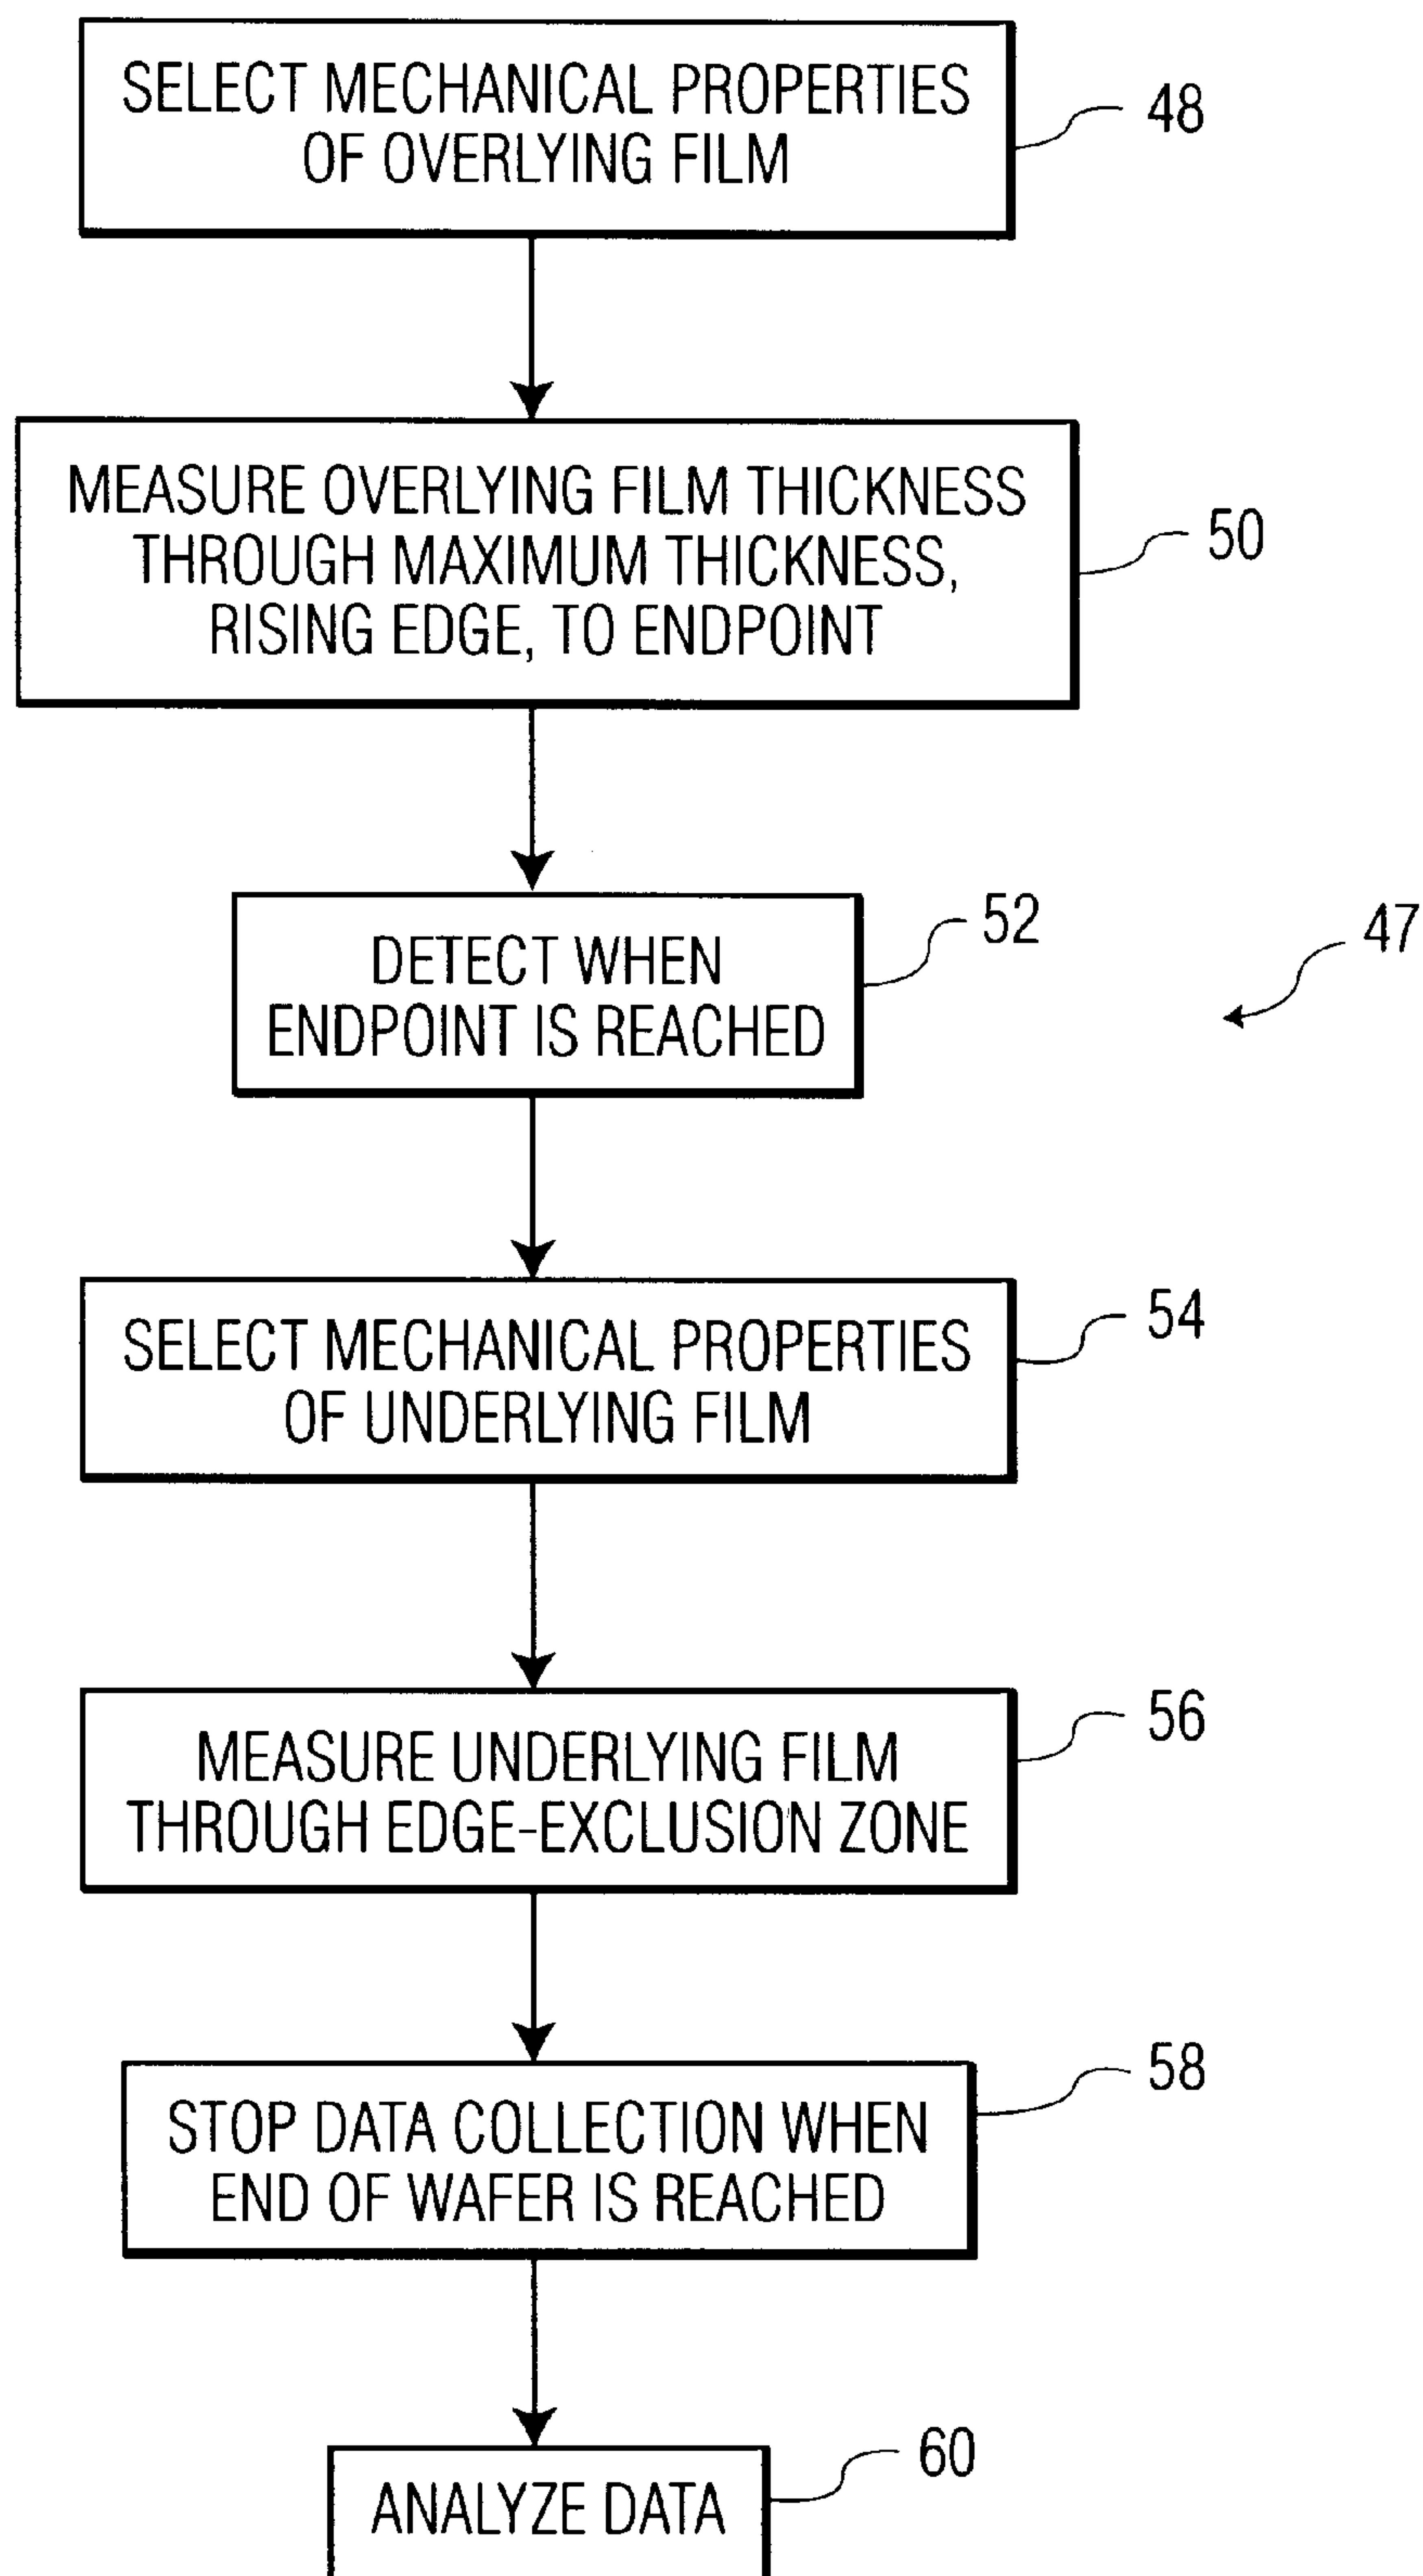 SELECT MECHANICAL PROPERTIES
OF OVERLYING FILM
48
MEASURE OVERLYING FILM THICKNESS
THROUGH MAXIMUM THICKNESS,
RISING EDGE, TO ENDPOINT
50
DETECT WHEN
ENDPOINT IS REACHED
52
47
SELECT MECHANICAL PROPERTIES
OF UNDERLYING FILM
54
MEASURE UNDERLYING FILM
THROUGH EDGE-EXCLUSION ZONE
56
STOP DATA COLLECTION WHEN
END OF WAFER IS REACHED
58
ANALYZE DATA
60